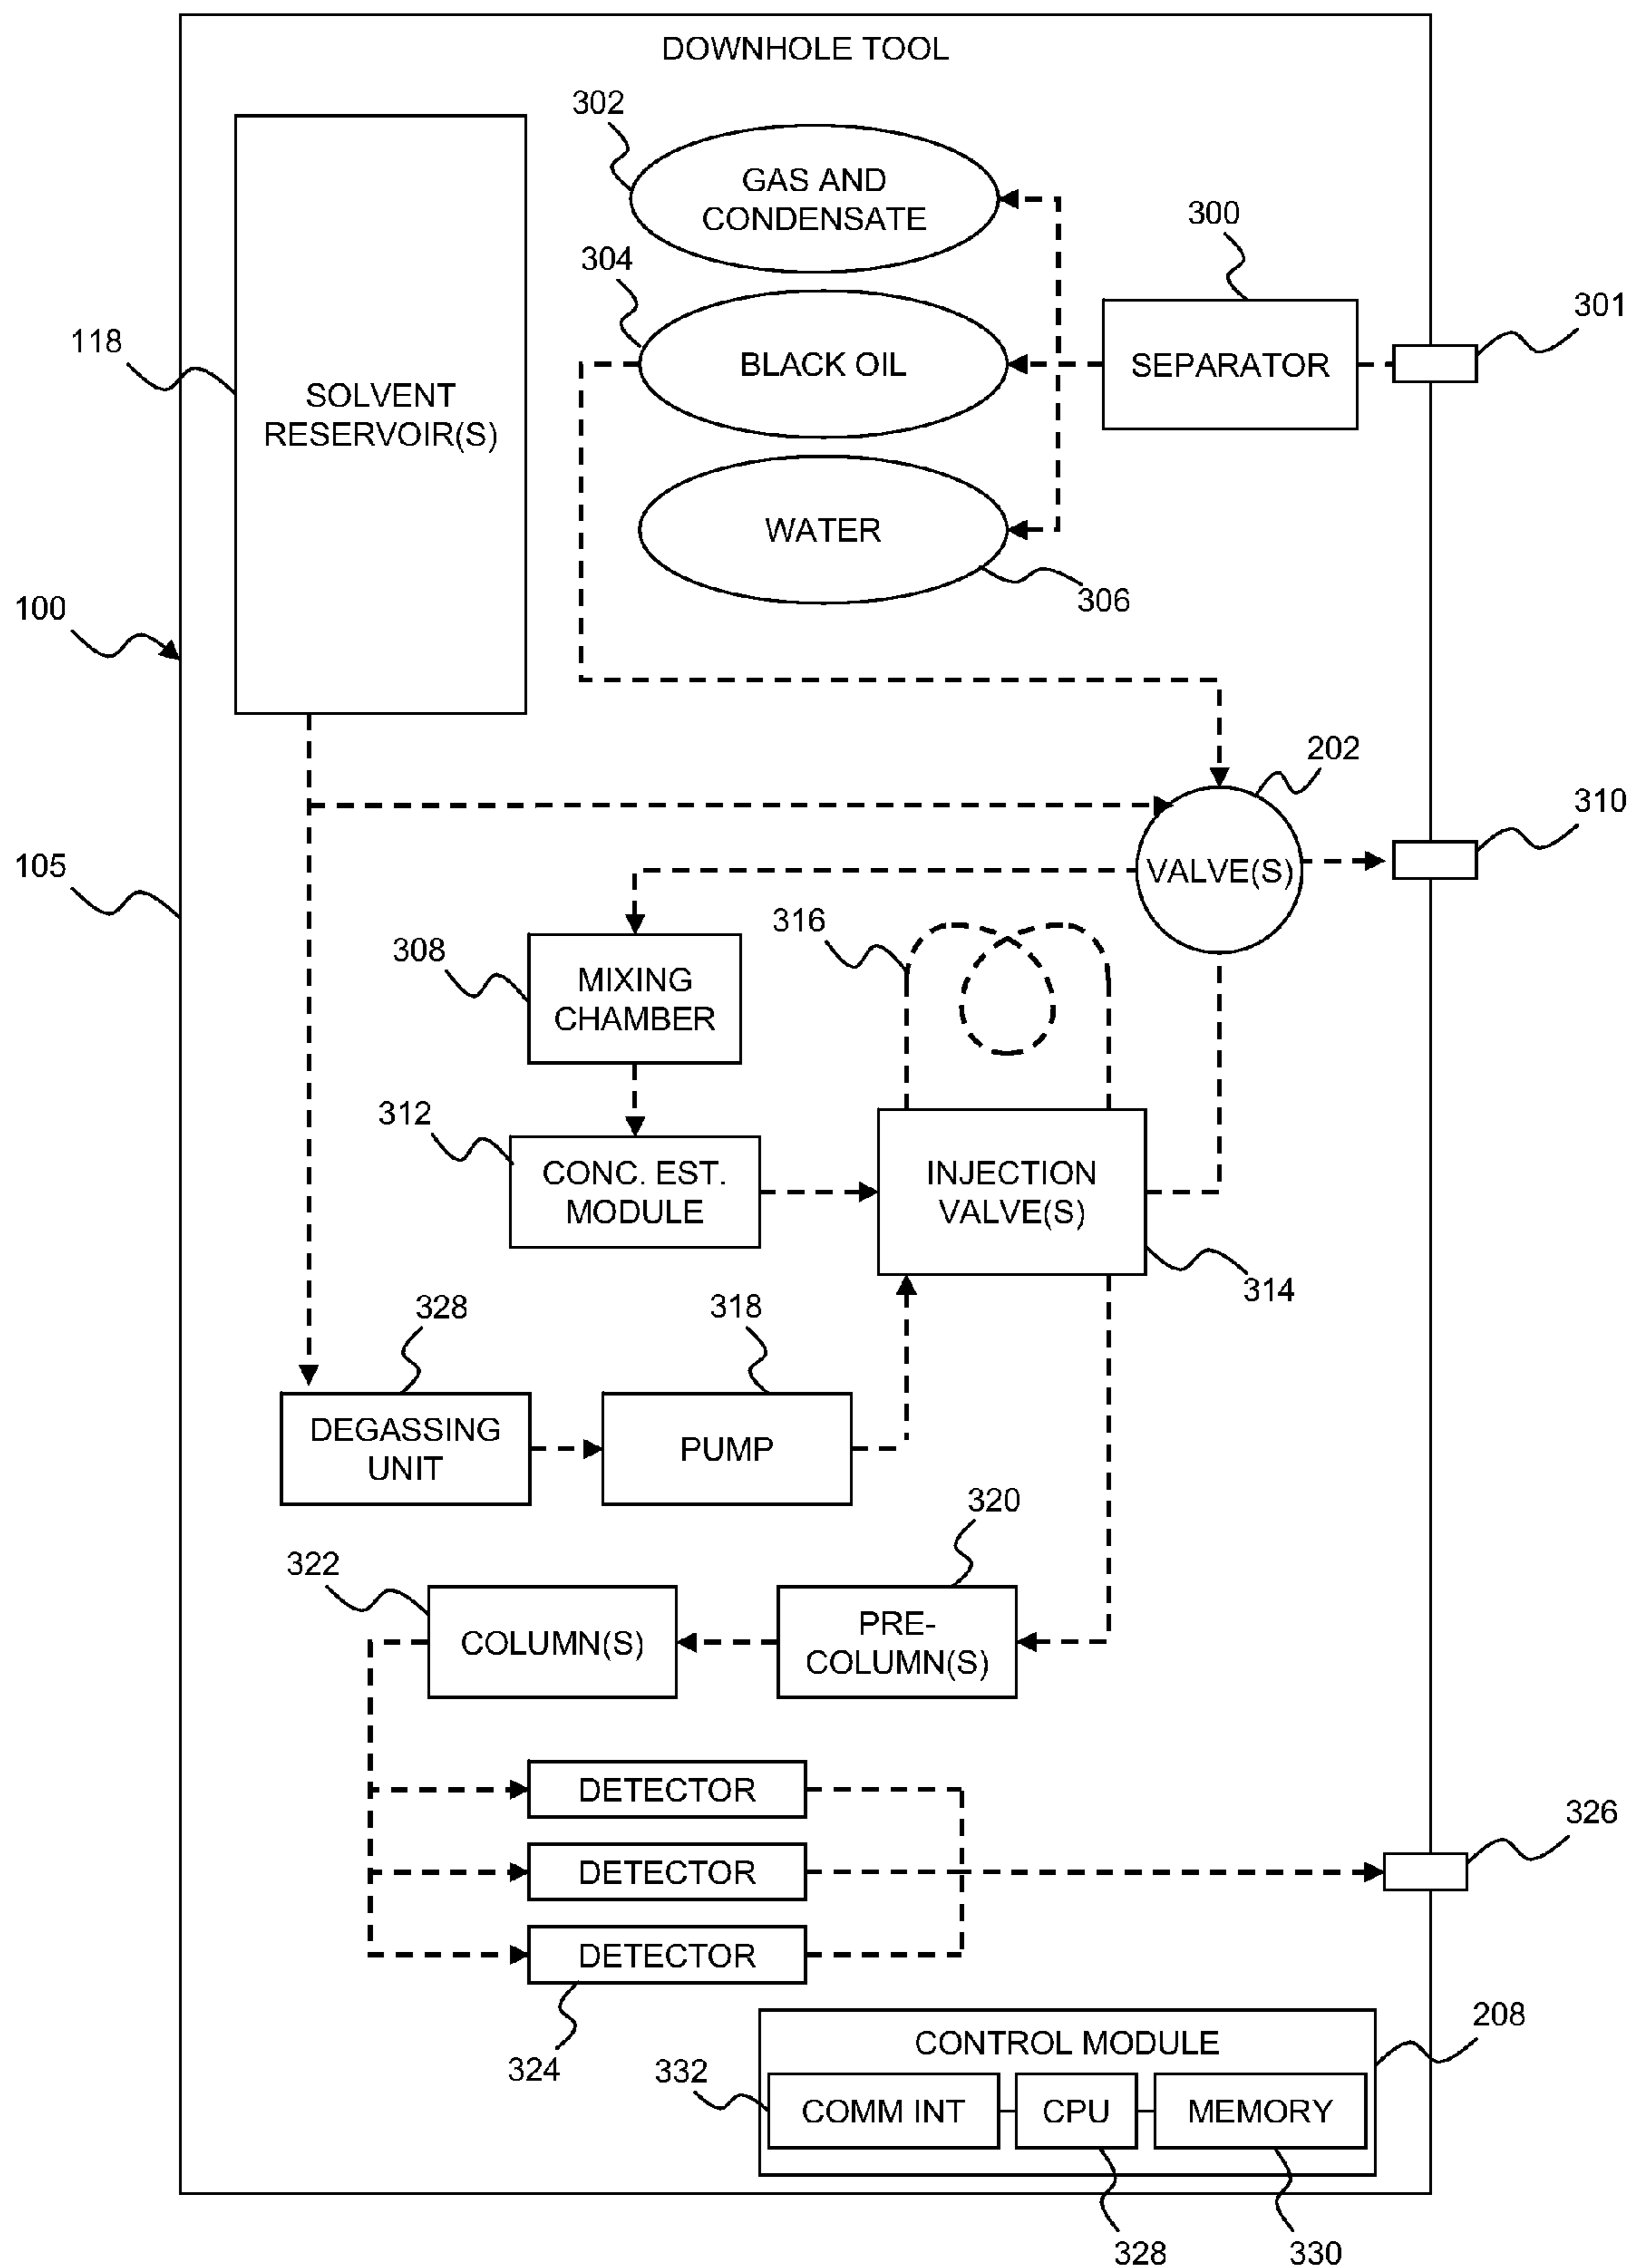 DOWNHOLE TOOL
302
GAS AND
CONDENSATE
300
304
301
118
SOLVENT
RESERVOIR(S)
BLACK OIL
SEPARATOR
WATER
306
100
202
310
105
VALVE(S)
316
308
MIXING
CHAMBER
312
CONC. EST.
MODULE
INJECTION
VALVE(S)
314
328
318
DEGASSING
UNIT
PUMP
320
322
COLUMN(S)
PRE-
COLUMN(S)
DETECTOR
326
DETECTOR
DETECTOR
324
208
CONTROL MODULE
332
COMM INT
CPU
MEMORY
328
330